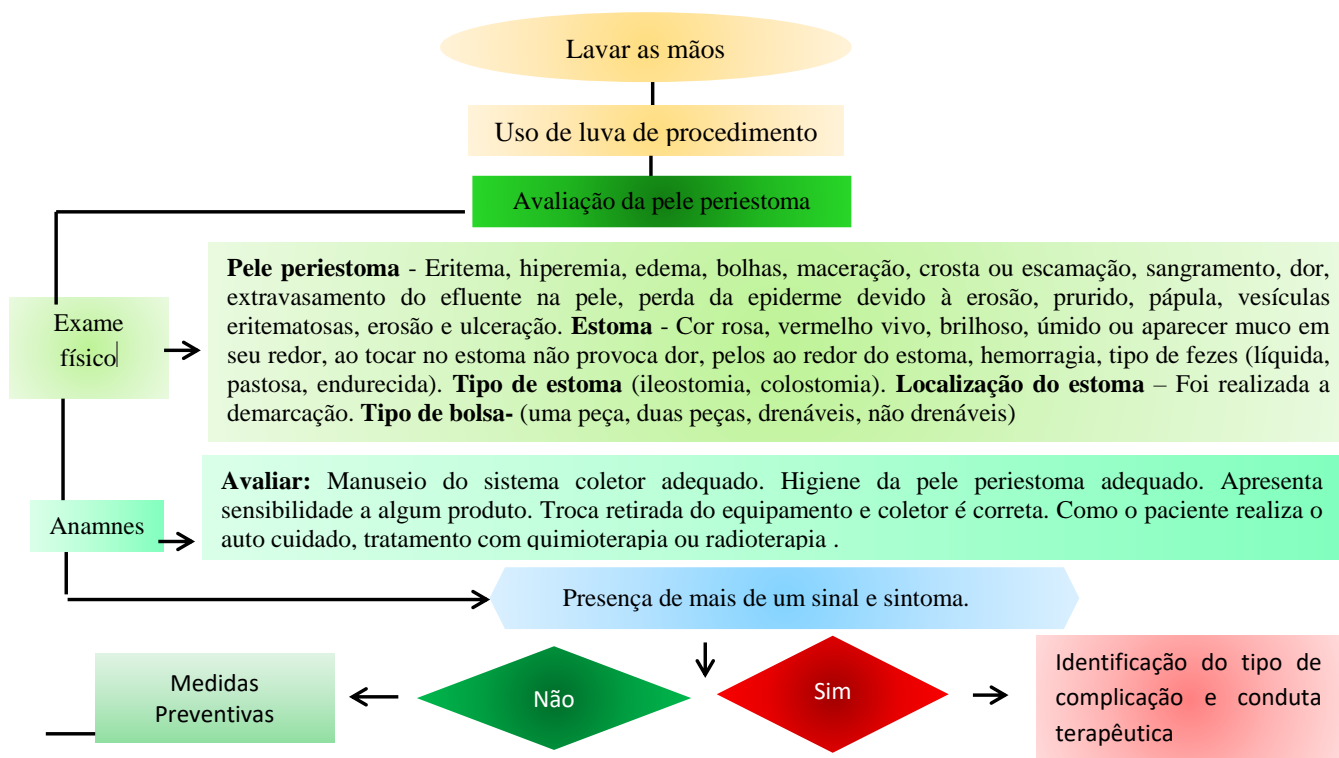 Lavar as mãos
Uso de luva de procedimento
Avaliação da pele periestoma
Pele periestoma - Eritema, hiperemia, edema, bolhas, maceração, crosta ou escamação, sangramento, dor,
extravasamento do efluente na pele, perda da epiderme devido à erosão, prurido, pápula, vesículas
eritematosas, erosão e ulceração. Estoma - Cor rosa, vermelho vivo, brilhoso, úmido ou aparecer muco em
seu redor, ao tocar no estoma não provoca dor, pelos ao redor do estoma, hemorragia, tipo de fezes (líquida,
pastosa, endurecida). Tipo de estoma (ileostomia, colostomia). Localização do estoma – Foi realizada a
demarcação. Tipo de bolsa- (uma peça, duas peças, drenáveis, não drenáveis)
Exame
físico
Avaliar: Manuseio do sistema coletor adequado. Higiene da pele periestoma adequado. Apresenta
sensibilidade a algum produto. Troca retirada do equipamento e coletor é correta. Como o paciente realiza o
auto cuidado, tratamento com quimioterapia ou radioterapia .
Anamnes
Presença de mais de um sinal e sintoma.
Medidas
Preventivas
Não
Sim
Identificação do tipo de
complicação e conduta
terapêutica